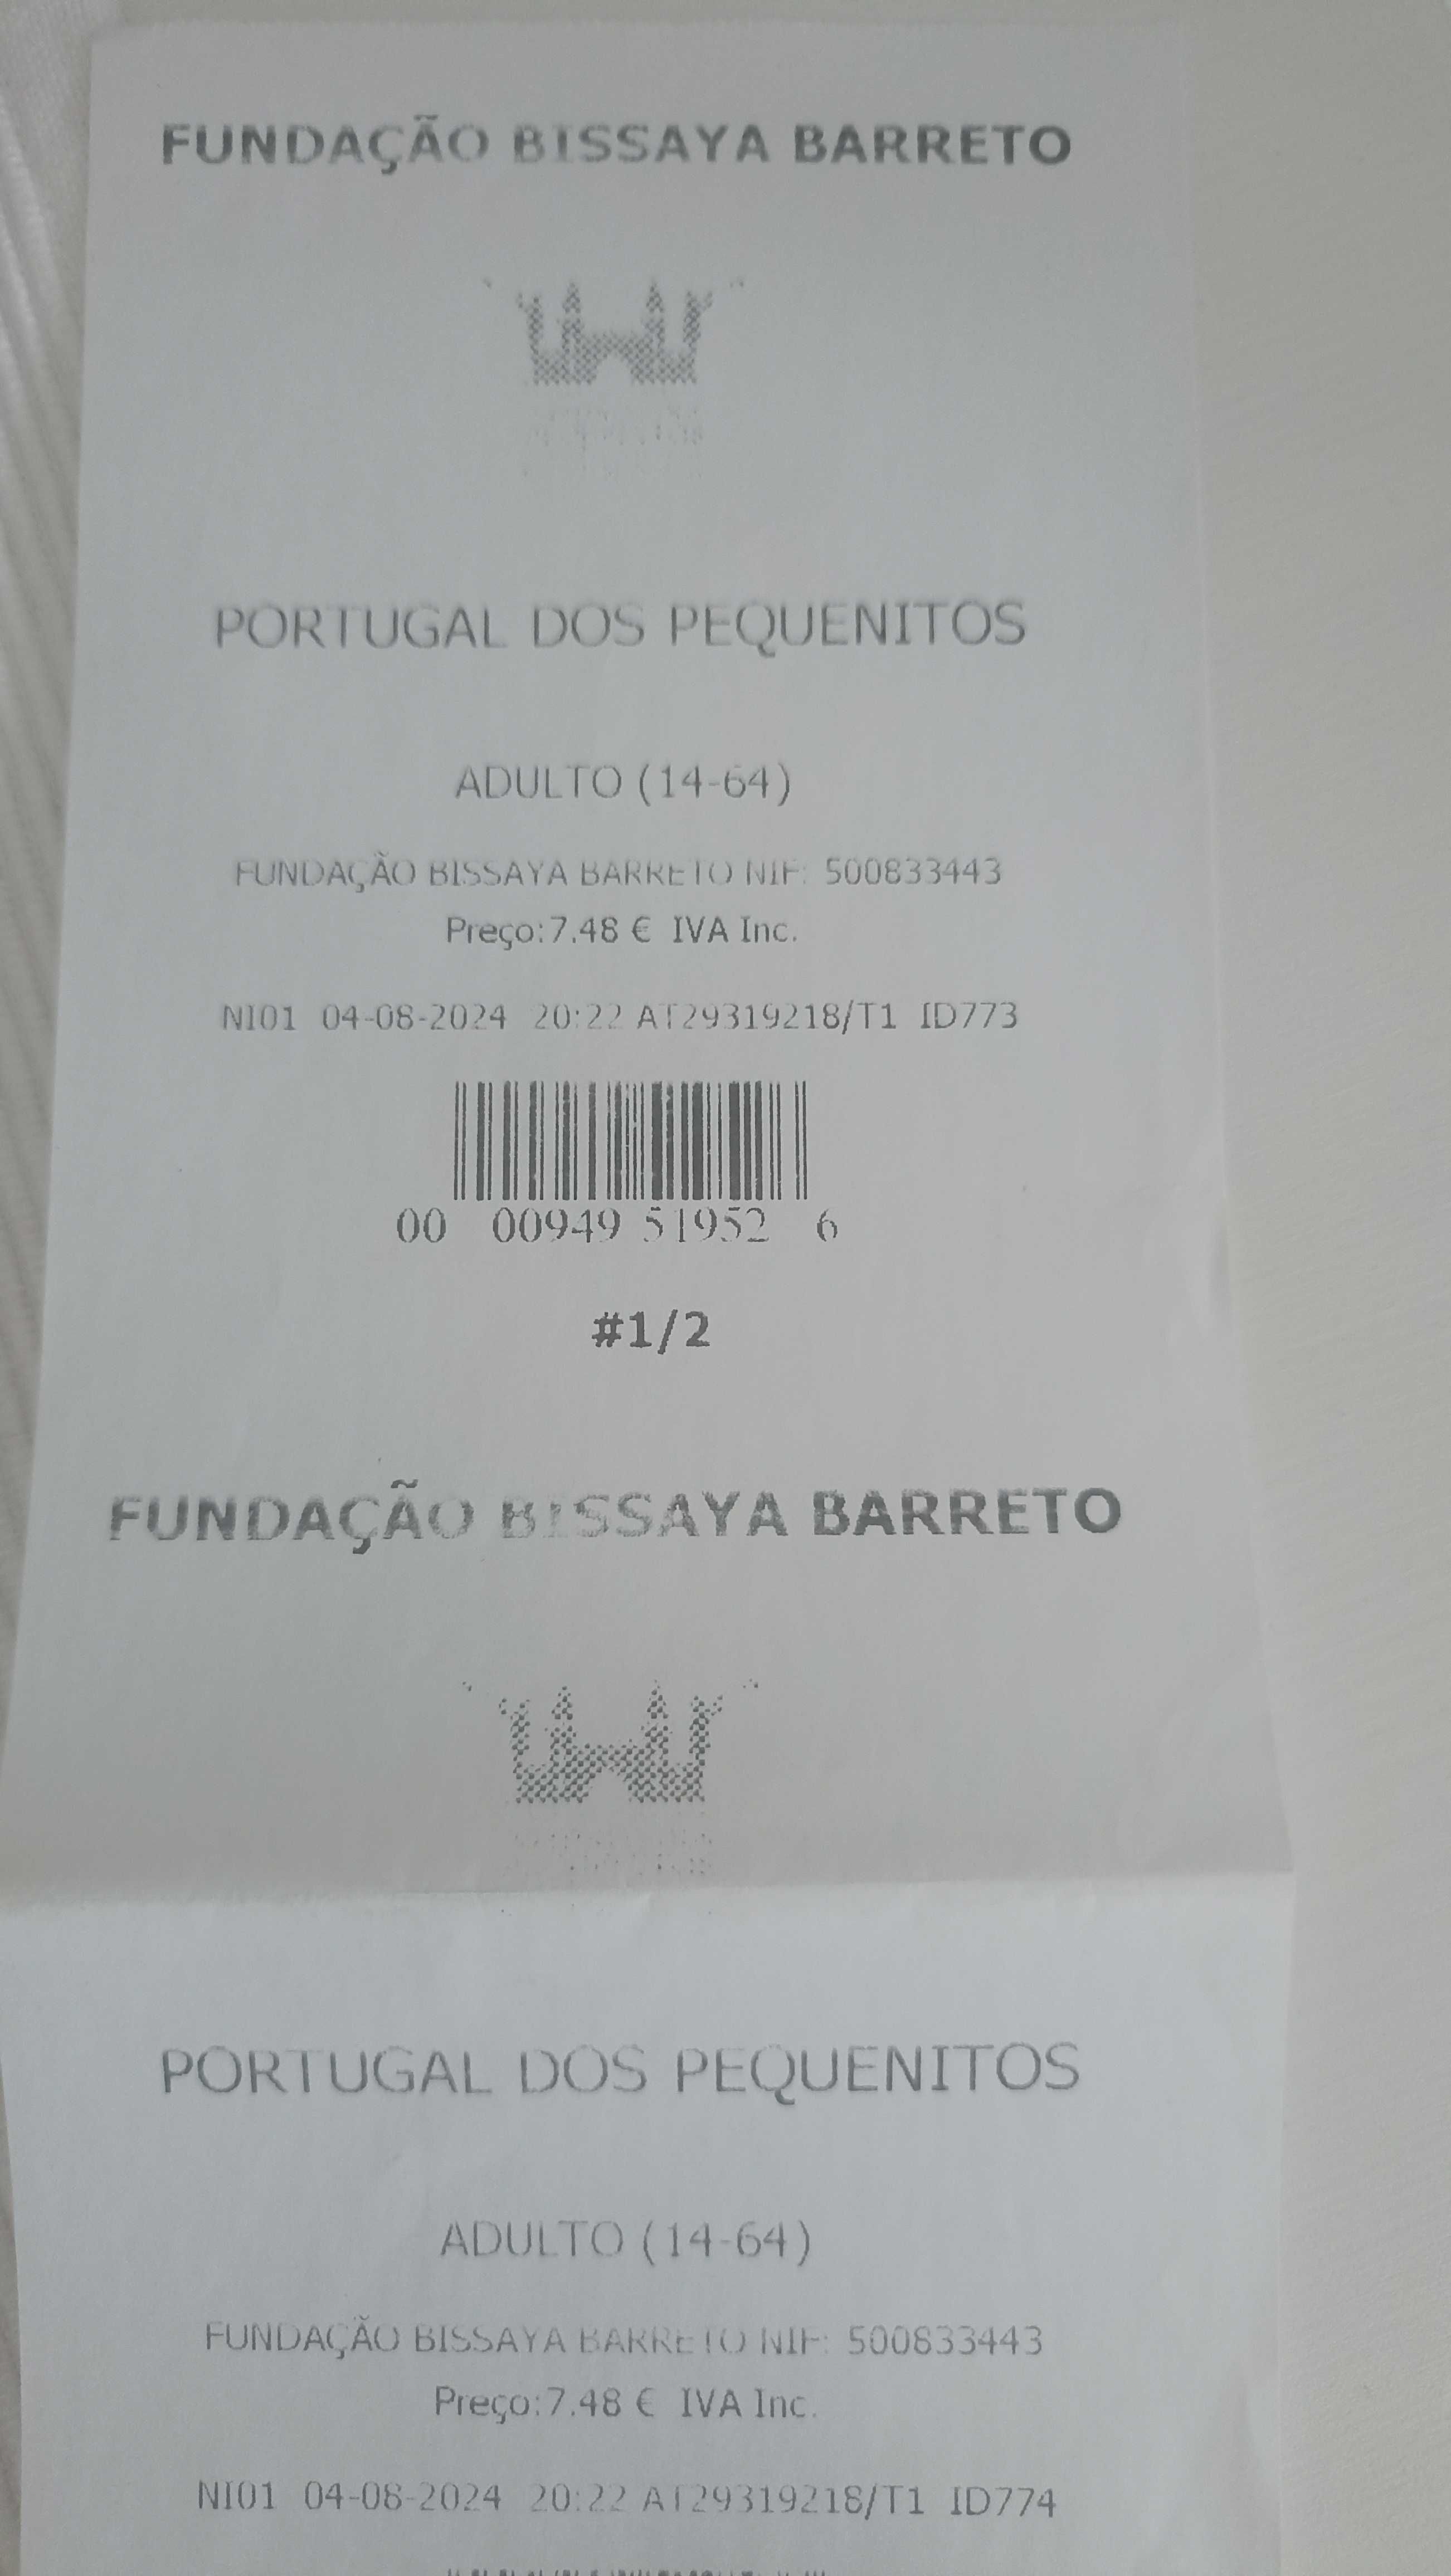 FUNDAÇÃO BISSAYA BARRETO
PORTUGAL DOS PEQUENITOS
ADULTO (14-64)
FUNDAÇÃO BISSAYA BARRETO NIF: 500833443
Preço:7.48 € IVA Inc.
NI01 04-08-2024 20:22 AT29319218/T1 ID773
00 00949 51952 6
#1/2
FUNDAÇÃO BISSAYA BARRETO
PORTUGAL DOS PEQUENITOS
ADULTO (14-64)
FUNDAÇÃO BISSAYA BARRETO NIF: 500833443
Preço:7.48 € IVA Inc.
NI01 04-08-2024 20:22 AT29319218/T1 ID774